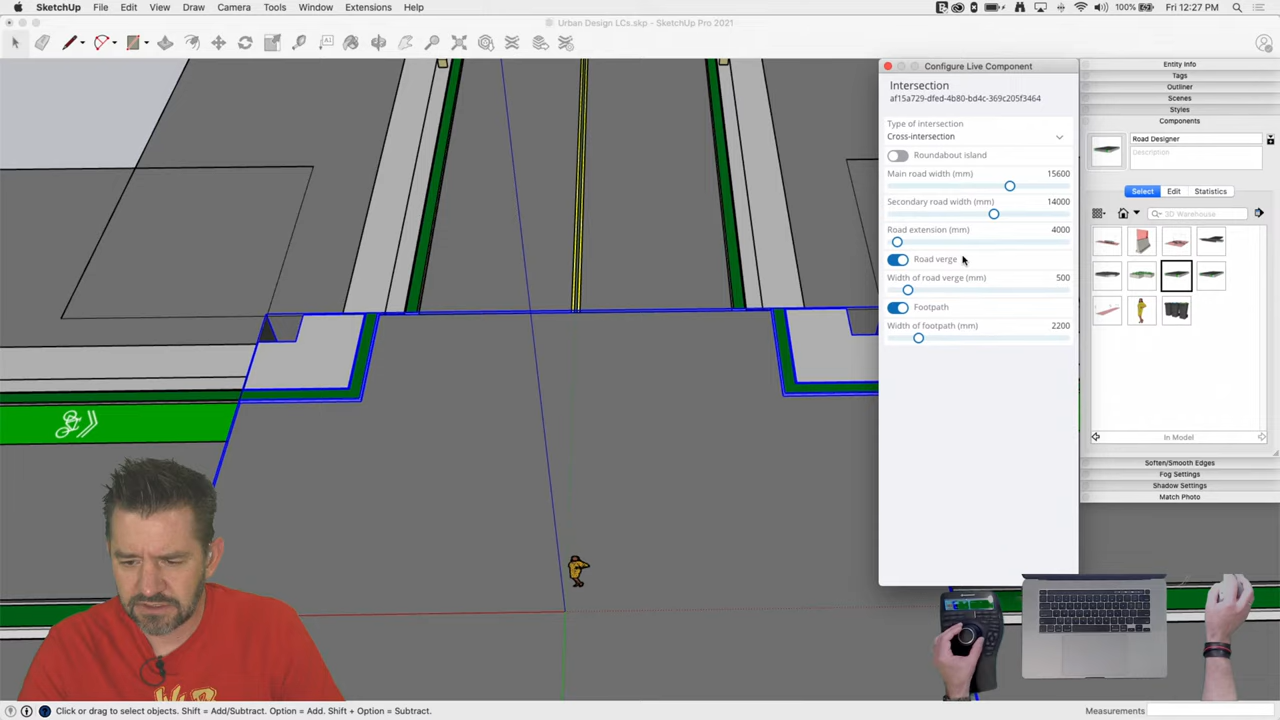 SketchUp File Edit View Draw Camera Tools Window Extensions Help
100% Fri 12:27 PM
Urban Design LCs.skp - SketchUp Pro 2021
Configure Live Component
Intersection
af15a729-dfed-4b80-bd4c-369c205f3464
Type of intersection
Cross-intersection
Roundabout island
Main road width (mm) 15600
Secondary road width (mm) 14000
Road extension (mm) 4000
Road verge
Width of road verge (mm) 500
Footpath
Width of footpath (mm) 2200
Entity Info
Tags
Outliner
Scenes
Styles
Components
Road Designer
Description
Select Edit Statistics
3D Warehouse
In Model
Soften/Smooth Edges
Fog Settings
Shadow Settings
Match Photo
Click or drag to select objects. Shift = Add/Subtract. Option = Add. Shift + Option = Subtract.
Measurements